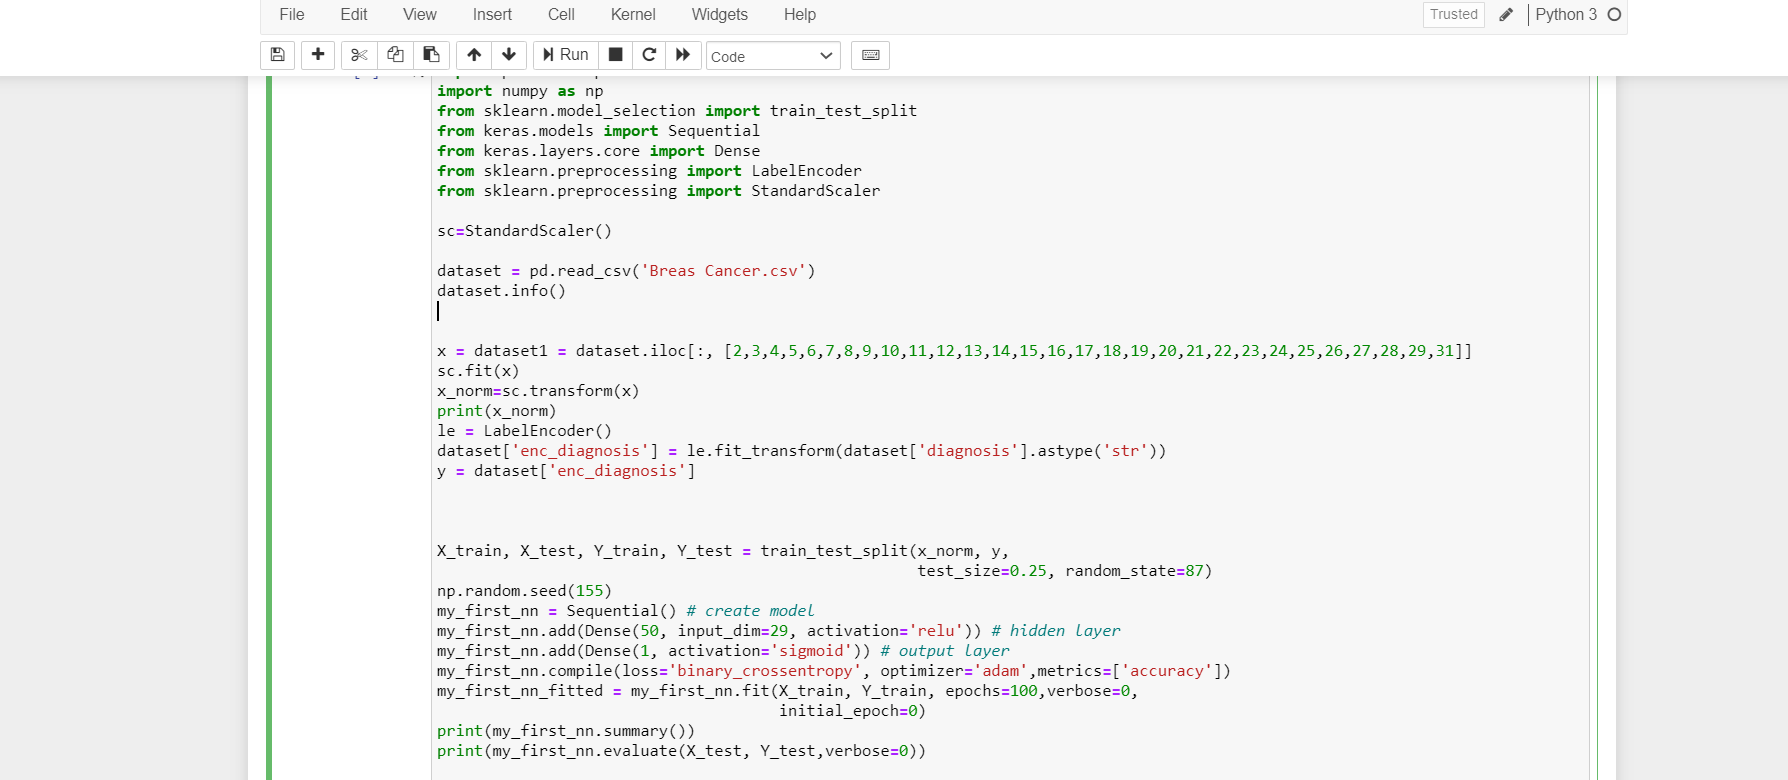 File Edit View Insert Cell Kernel Widgets Help Trusted Python 3
Run Code
import numpy as np
from sklearn.model_selection import train_test_split
from keras.models import Sequential
from keras.layers.core import Dense
from sklearn.preprocessing import LabelEncoder
from sklearn.preprocessing import StandardScaler
sc=StandardScaler()
dataset = pd.read_csv('Breas Cancer.csv')
dataset.info()
x = dataset1 = dataset.iloc[:, [2,3,4,5,6,7,8,9,10,11,12,13,14,15,16,17,18,19,20,21,22,23,24,25,26,27,28,29,31]]
sc.fit(x)
x_norm=sc.transform(x)
print(x_norm)
le = LabelEncoder()
dataset['enc_diagnosis'] = le.fit_transform(dataset['diagnosis'].astype('str'))
y = dataset['enc_diagnosis']
X_train, X_test, Y_train, Y_test = train_test_split(x_norm, y,
test_size=0.25, random_state=87)
np.random.seed(155)
my_first_nn = Sequential() # create model
my_first_nn.add(Dense(50, input_dim=29, activation='relu')) # hidden layer
my_first_nn.add(Dense(1, activation='sigmoid')) # output layer
my_first_nn.compile(loss='binary_crossentropy', optimizer='adam',metrics=['accuracy'])
my_first_nn_fitted = my_first_nn.fit(X_train, Y_train, epochs=100,verbose=0,
initial_epoch=0)
print(my_first_nn.summary())
print(my_first_nn.evaluate(X_test, Y_test,verbose=0))